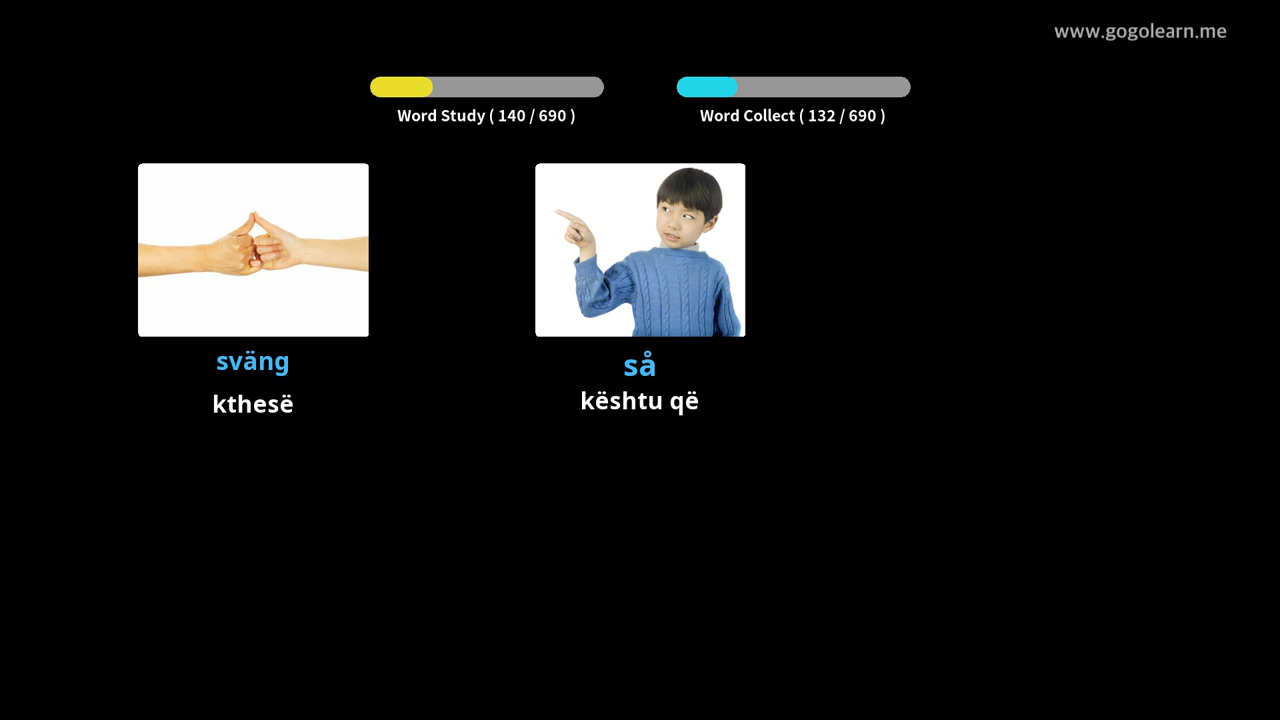 www.gogolearn.me
Word Study ( 140 / 690 )
Word Collect ( 132 / 690 )
sväng
kthesë
så
kështu që